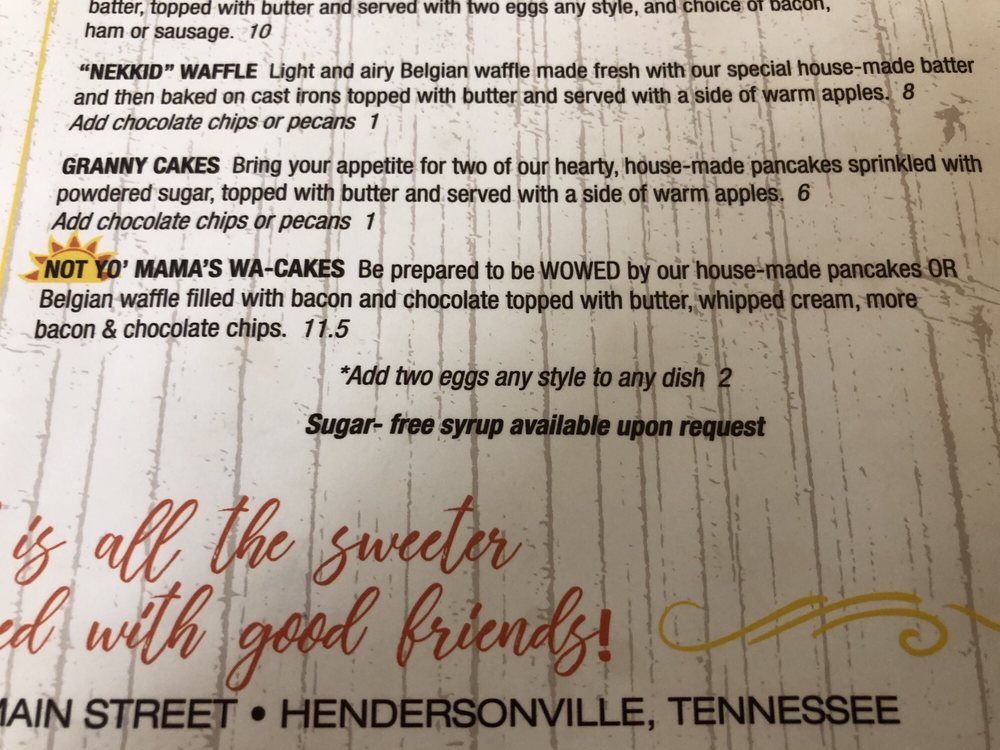 batter, topped with butter and served with two eggs any style, and choice of bacon,
ham or sausage. 10
“NEKKID” WAFFLE Light and airy Belgian waffle made fresh with our special house-made batter
and then baked on cast irons topped with butter and served with a side of warm apples. 8
Add chocolate chips or pecans 1
GRANNY CAKES Bring your appetite for two of our hearty, house-made pancakes sprinkled with
powdered sugar, topped with butter and served with a side of warm apples. 6
Add chocolate chips or pecans 1
NOT YO’ MAMA’S WA-CAKES Be prepared to be WOWED by our house-made pancakes OR
Belgian waffle filled with bacon and chocolate topped with butter, whipped cream, more
bacon & chocolate chips. 11.5
*Add two eggs any style to any dish 2
Sugar- free syrup available upon request
is all the sweeter
with good friends!
MAIN STREET • HENDERSONVILLE, TENNESSEE